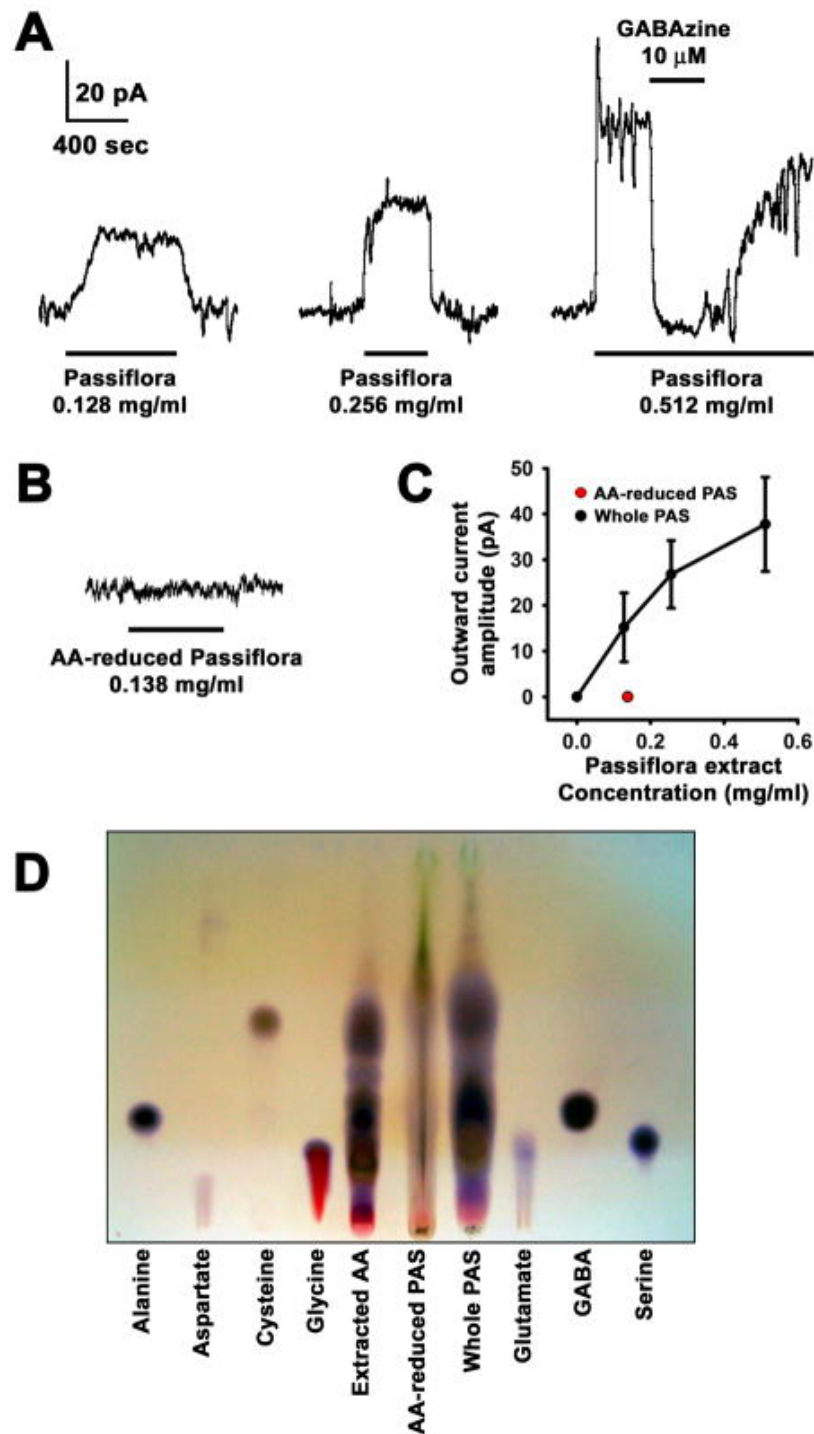 A
GABAzine
10 μM
20 pA
400 sec
Passiflora
0.128 mg/ml
Passiflora
0.256 mg/ml
Passiflora
0.512 mg/ml
B
AA-reduced Passiflora
0.138 mg/ml
C
Outward current
amplitude (pA)
50
40
30
20
10
0
AA-reduced PAS
Whole PAS
0.0
0.2
0.4
0.6
Passiflora extract
Concentration (mg/ml)
D
Alanine
Aspartate
Cysteine
Glycine
Extracted AA
AA-reduced PAS
Whole PAS
Glutamate
GABA
Serine